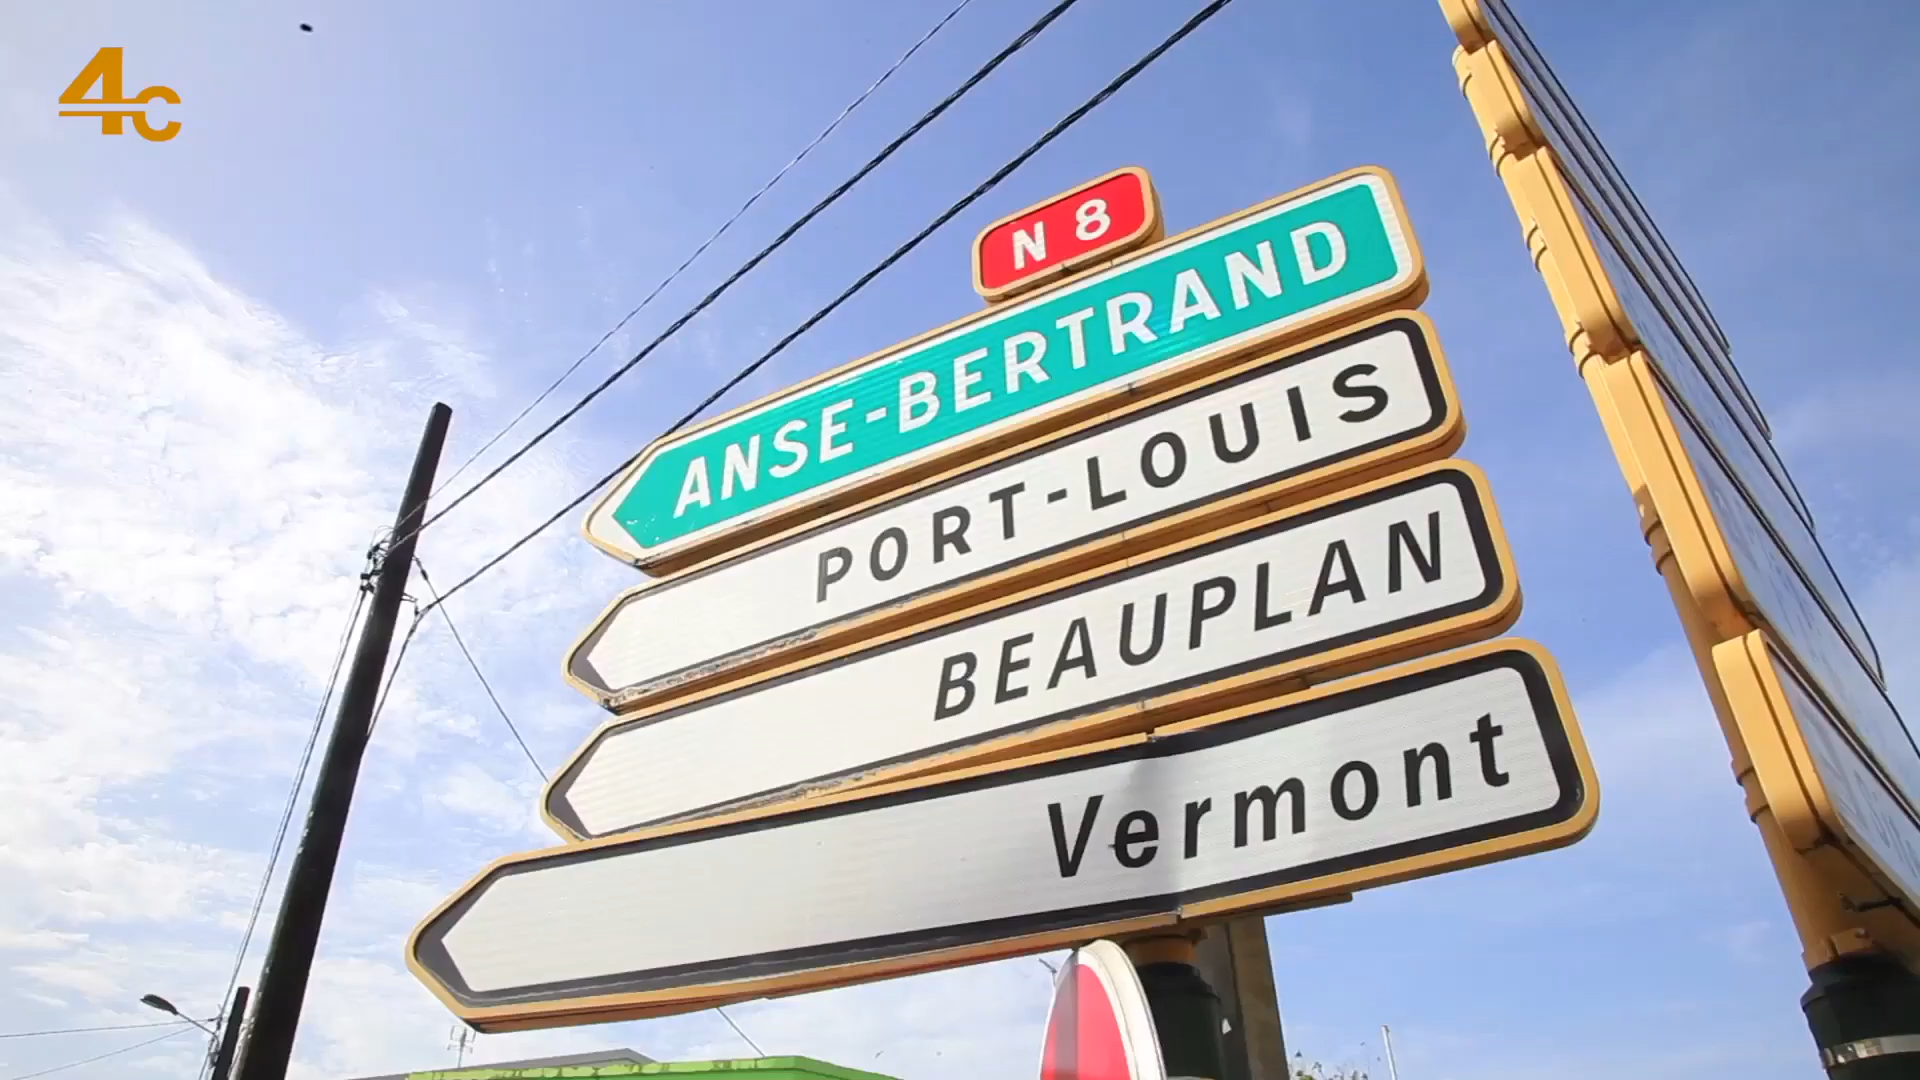 4c
N 8
ANSE-BERTRAND
PORT-LOUIS
BEAUPLAN
Vermont